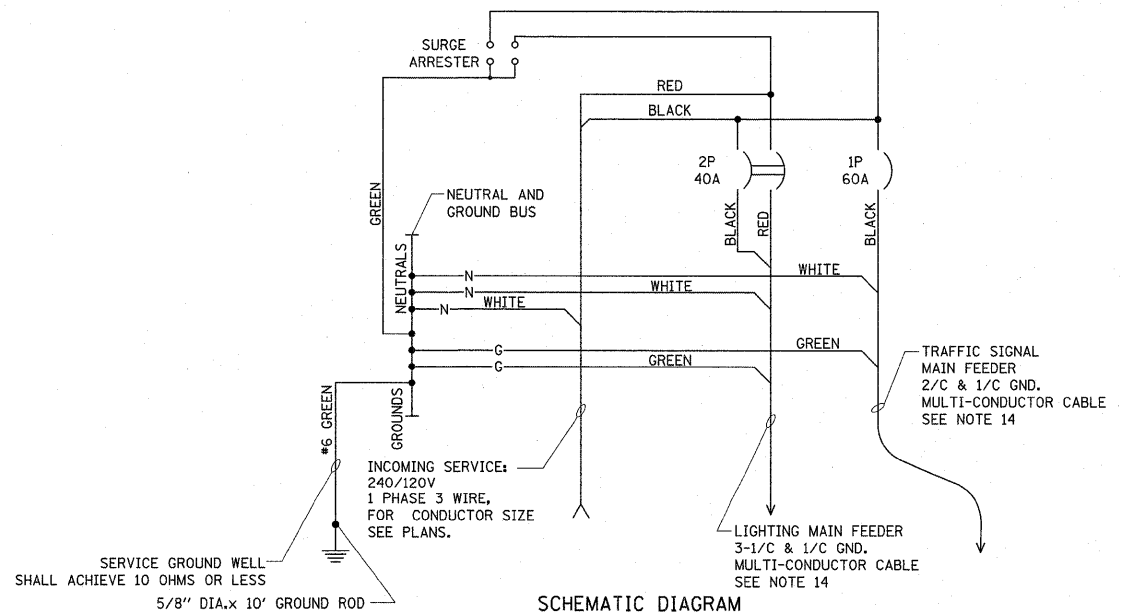 SURGE
ARRESTER
RED
BLACK
2P
40A
1P
60A
GREEN
NEUTRAL AND
GROUND BUS
BLACK
RED
BLACK
NEUTRALS
N
WHITE
N
WHITE
N
WHITE
G
GREEN
G
GREEN
TRAFFIC SIGNAL
MAIN FEEDER
2/C & 1/C GND.
MULTI-CONDUCTOR CABLE
SEE NOTE 14
#6 GREEN
GROUNDS
INCOMING SERVICE:
240/120V
1 PHASE 3 WIRE,
FOR CONDUCTOR SIZE
SEE PLANS.
LIGHTING MAIN FEEDER
3-1/C & 1/C GND.
MULTI-CONDUCTOR CABLE
SEE NOTE 14
SERVICE GROUND WELL
SHALL ACHIEVE 10 OHMS OR LESS
5/8" DIA.x 10' GROUND ROD
SCHEMATIC DIAGRAM